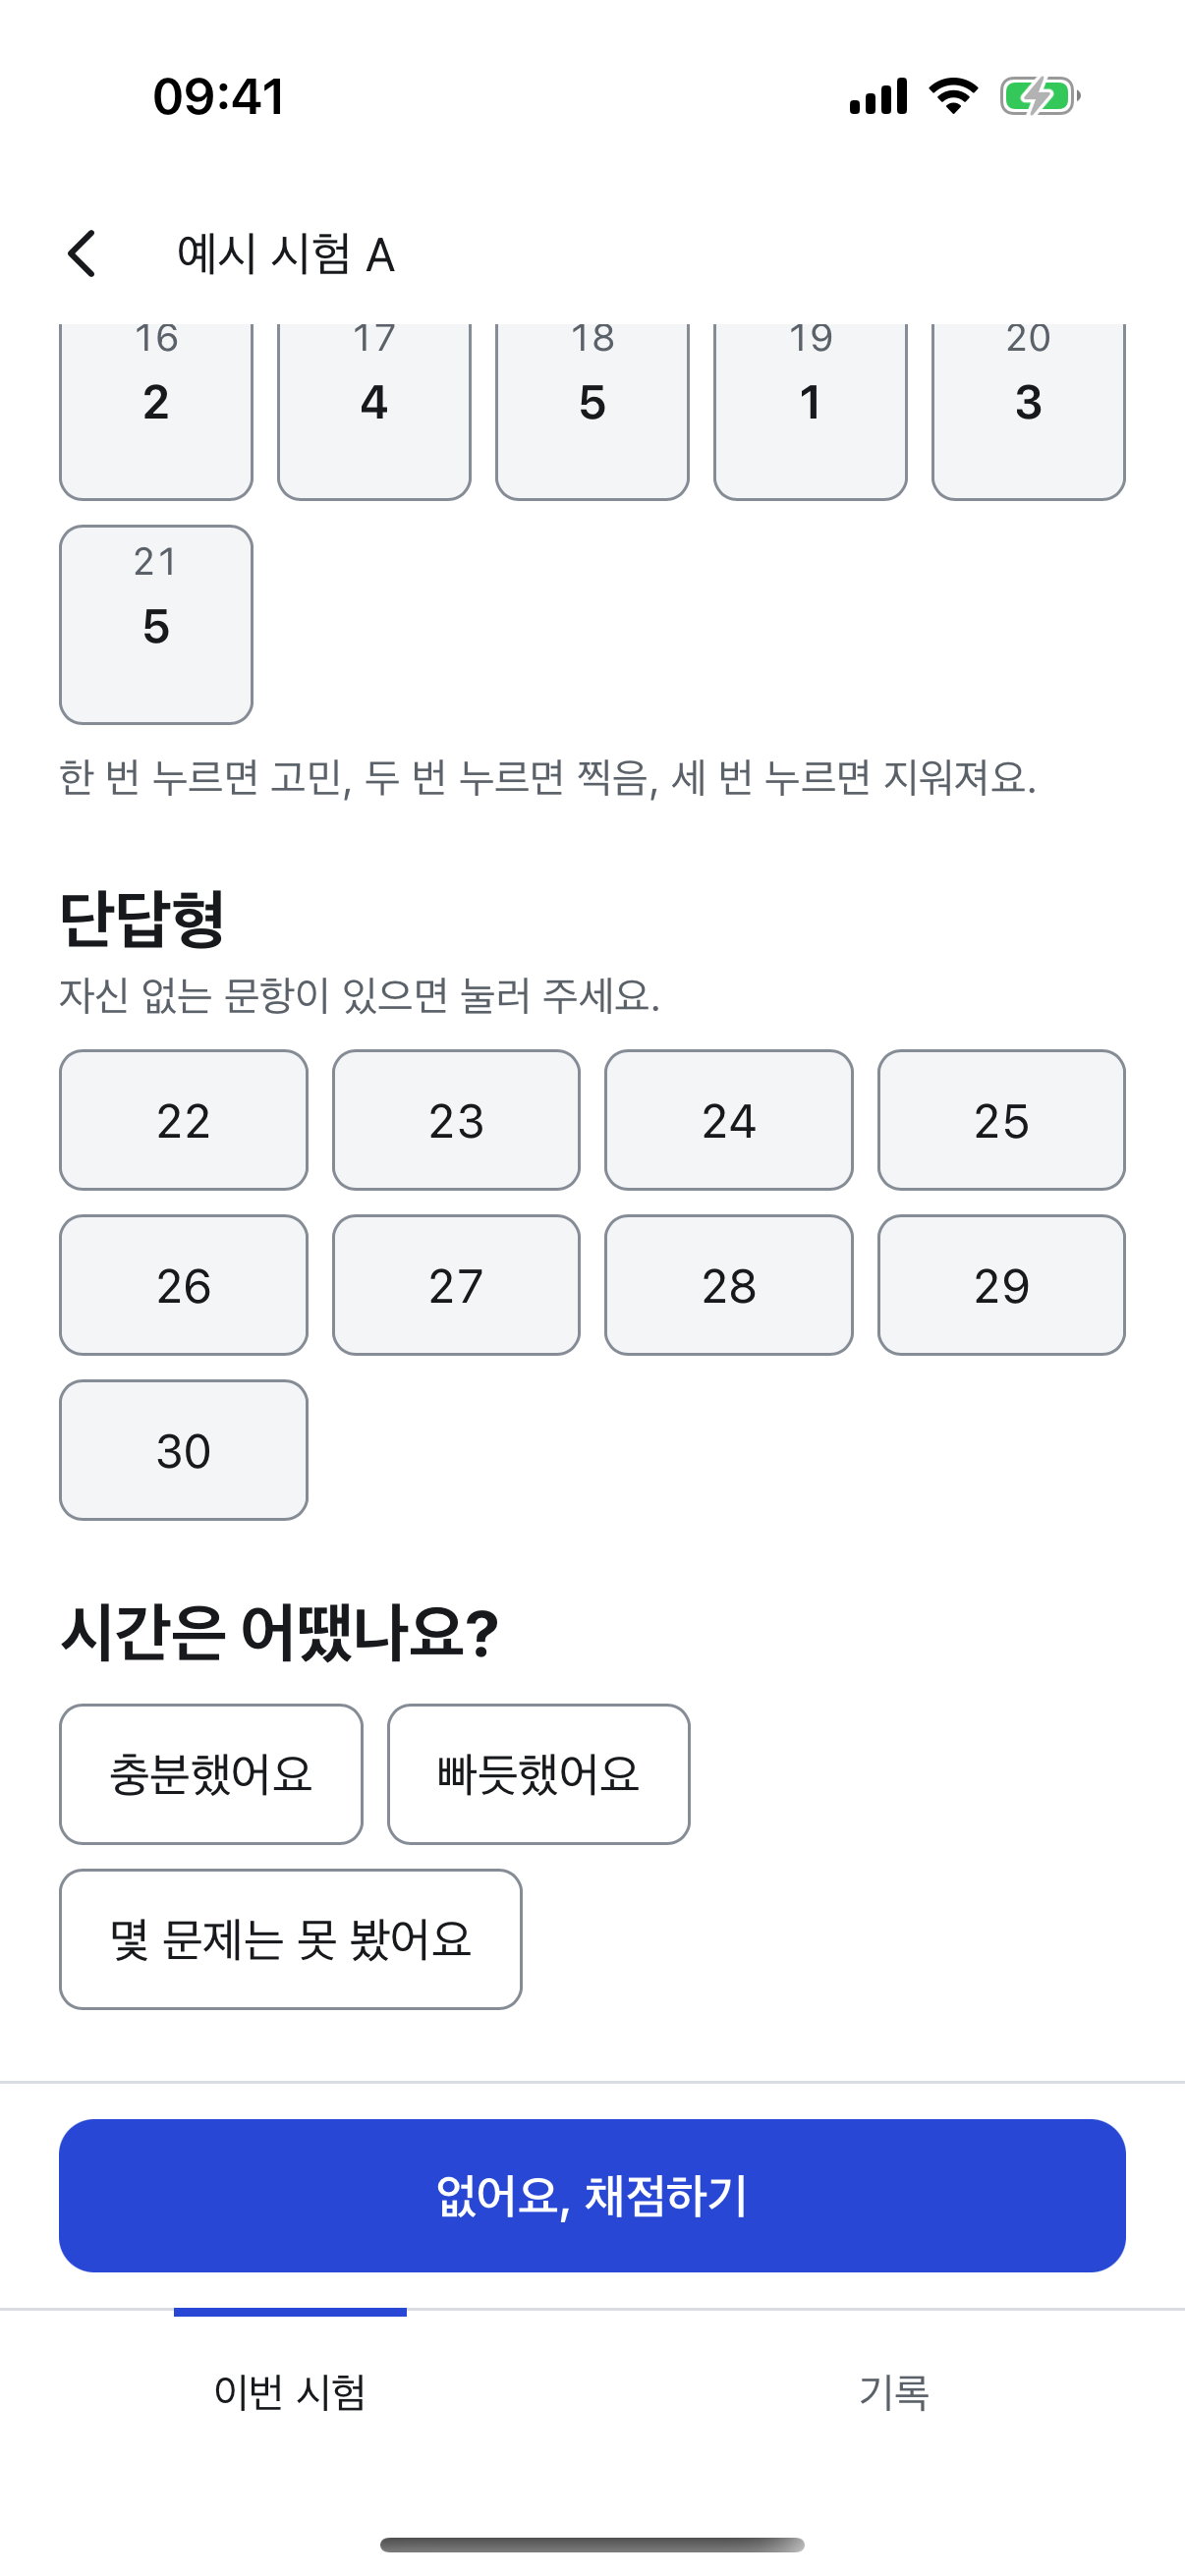 09:41
예시 시험 A
16 17 18 19 20
2 4 5 1 3
21
5
한 번 누르면 고민, 두 번 누르면 찍음, 세 번 누르면 지워져요.
단답형
자신 없는 문항이 있으면 눌러 주세요.
22 23 24 25
26 27 28 29
30
시간은 어땠나요?
충분했어요 빠듯했어요
몇 문제는 못 봤어요
없어요, 채점하기
이번 시험 기록